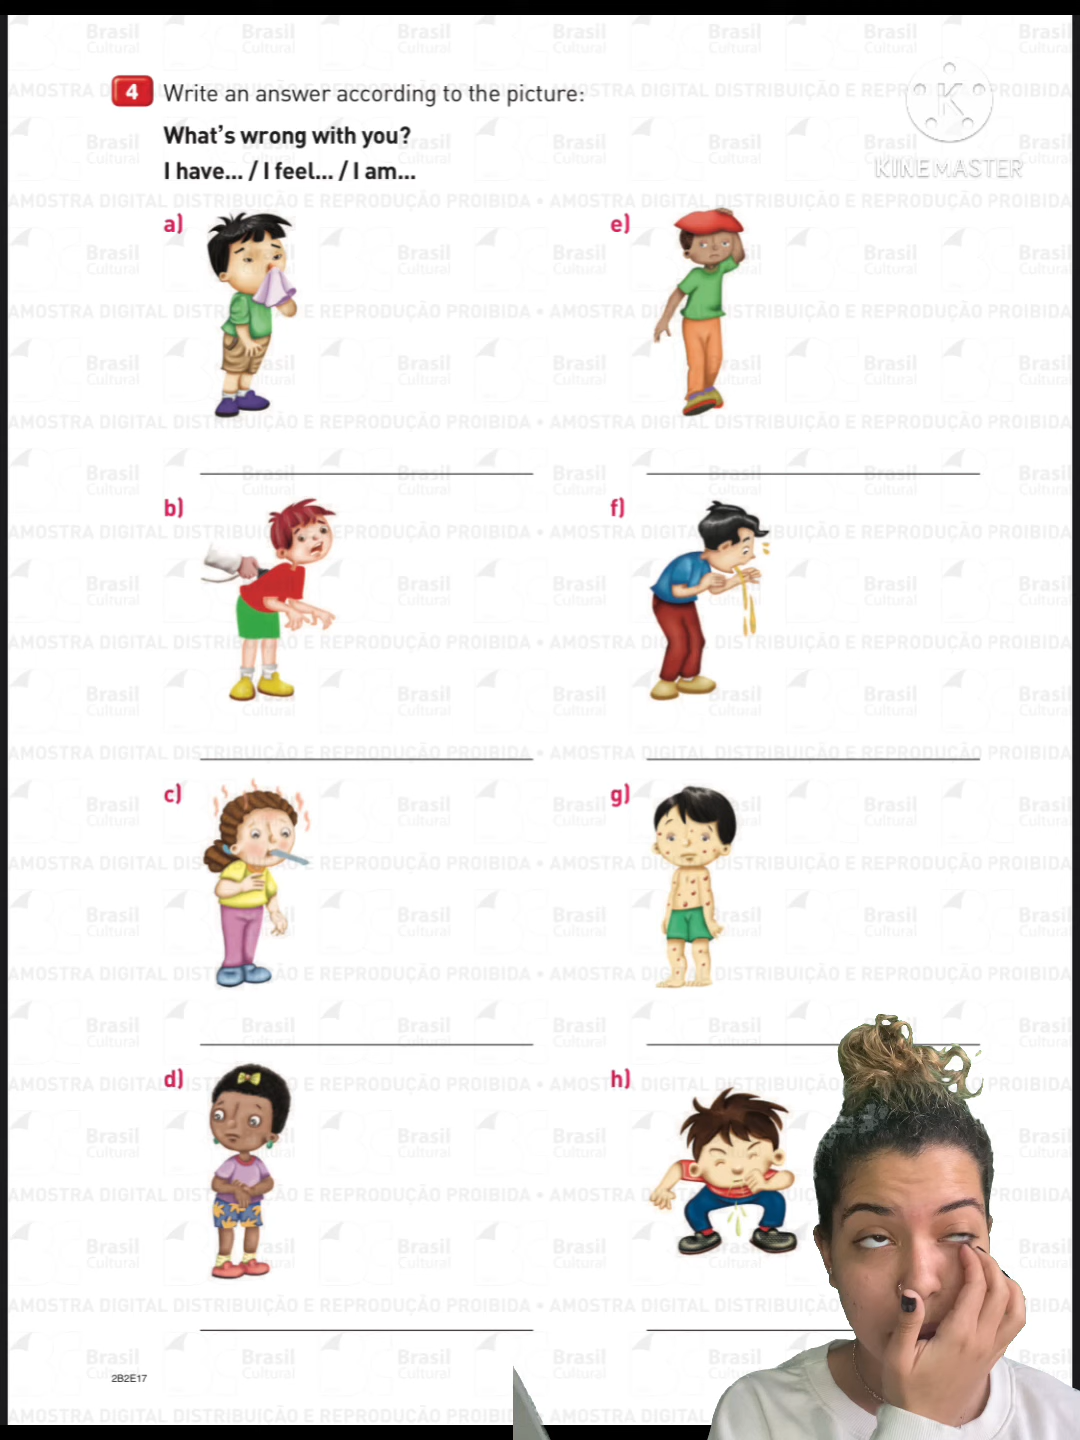 4 Write an answer according to the picture:
What's wrong with you?
I have... / I feel... / I am...
KINEMASTER
a)
e)
b)
f)
c)
g)
d)
h)
2B2E17
Brasil Cultural
AMOSTRA DIGITAL DISTRIBUIÇÃO E REPRODUÇÃO PROIBIDA • AMOSTRA DIGITAL DISTRIBUIÇÃO E REPRODUÇÃO PROIBIDA